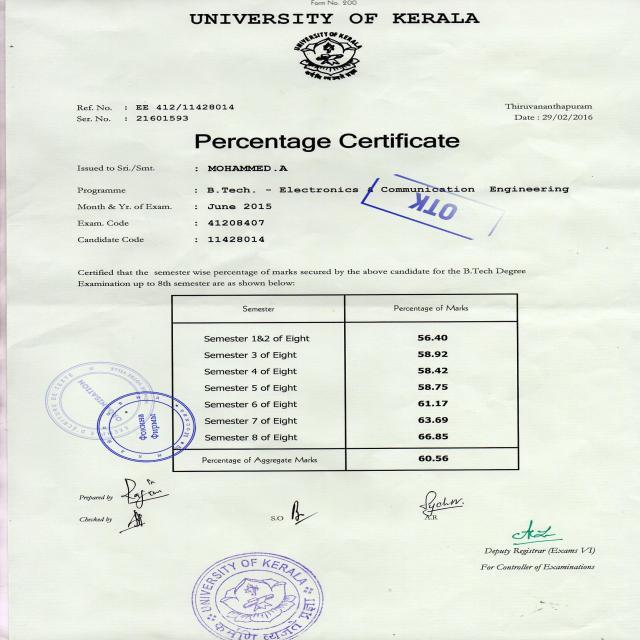 Form No. 200
UNIVERSITY OF KERALA
UNIVERSITY OF KERALA
Ref. No. : EE 412/11428014
Ser. No. : 21601593
Thiruvananthapuram
Date : 29/02/2016
Percentage Certificate
Issued to Sri./Smt. : MOHAMMED.A
Programme : B.Tech. - Electronics & Communication Engineering
Month & Yr. of Exam. : June 2015
Exam. Code : 41208407
Candidate Code : 11428014
ОТК
Certified that the semester wise percentage of marks secured by the above candidate for the B.Tech Degree
Examination up to 8th semester are as shown below:
Semester Percentage of Marks
Semester 1&2 of Eight 56.40
Semester 3 of Eight 58.92
Semester 4 of Eight 58.42
Semester 5 of Eight 58.75
Semester 6 of Eight 61.17
Semester 7 of Eight 63.69
Semester 8 of Eight 66.85
Percentage of Aggregate Marks 60.56
Фирмы
Prepared by
Checked by
S.O
A.R
Deputy Registrar (Exams VI)
For Controller of Examinations
UNIVERSITY OF KERALA
कर्मणि व्यज्यते प्रज्ञा